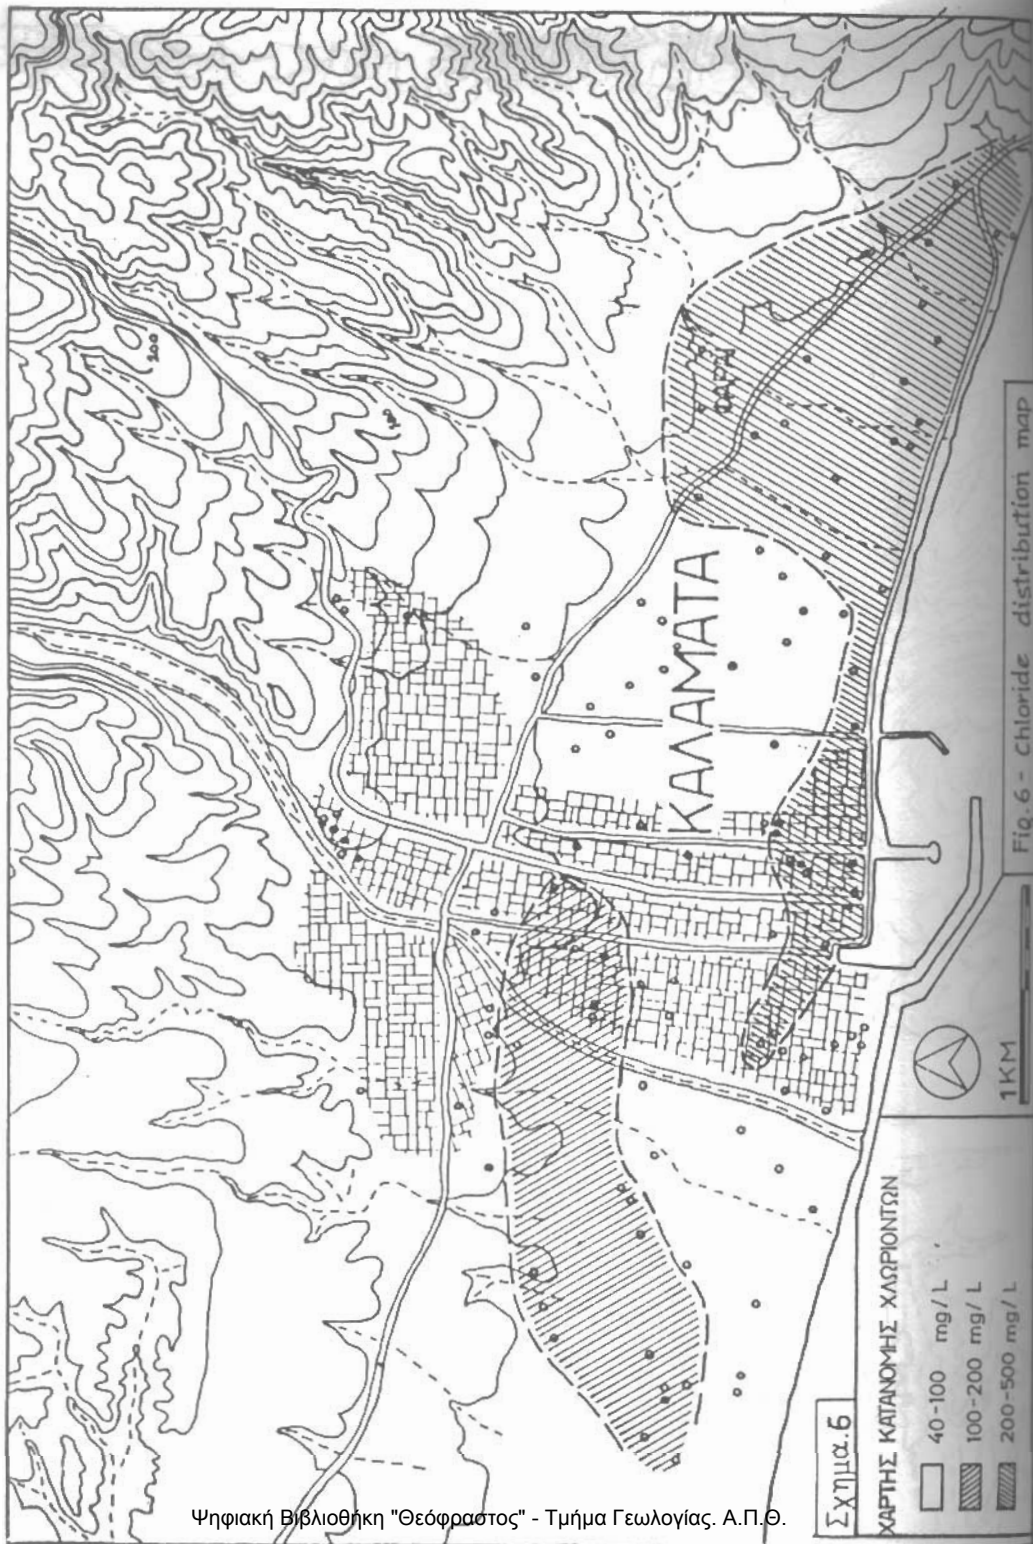 200
100
ΦΑΡΑΙ
ΚΑΛΑΜΑΤΑ
Σχημα.6
ΧΑΡΤΗΣ ΚΑΤΑΝΟΜΗΣ ΧΛΩΡΙΟΝΤΩΝ
40-100 mg/L
100-200 mg/L
200-500 mg/L
1KM
Fig.6- Chloride distribution map
Ψηφιακή Βιβλιοθήκη "Θεόφραστος" - Τμήμα Γεωλογίας. Α.Π.Θ.